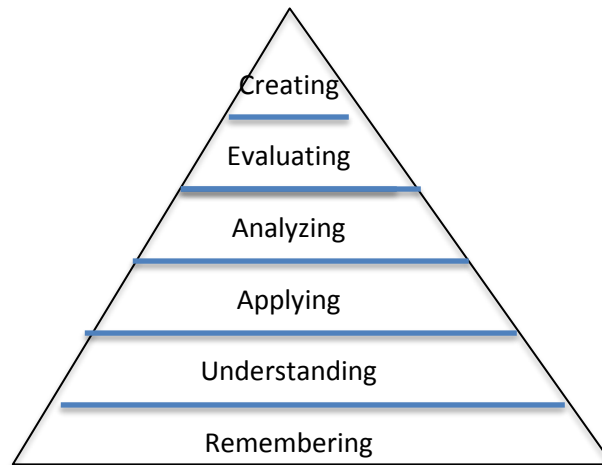 Creating
Evaluating
Analyzing
Applying
Understanding
Remembering